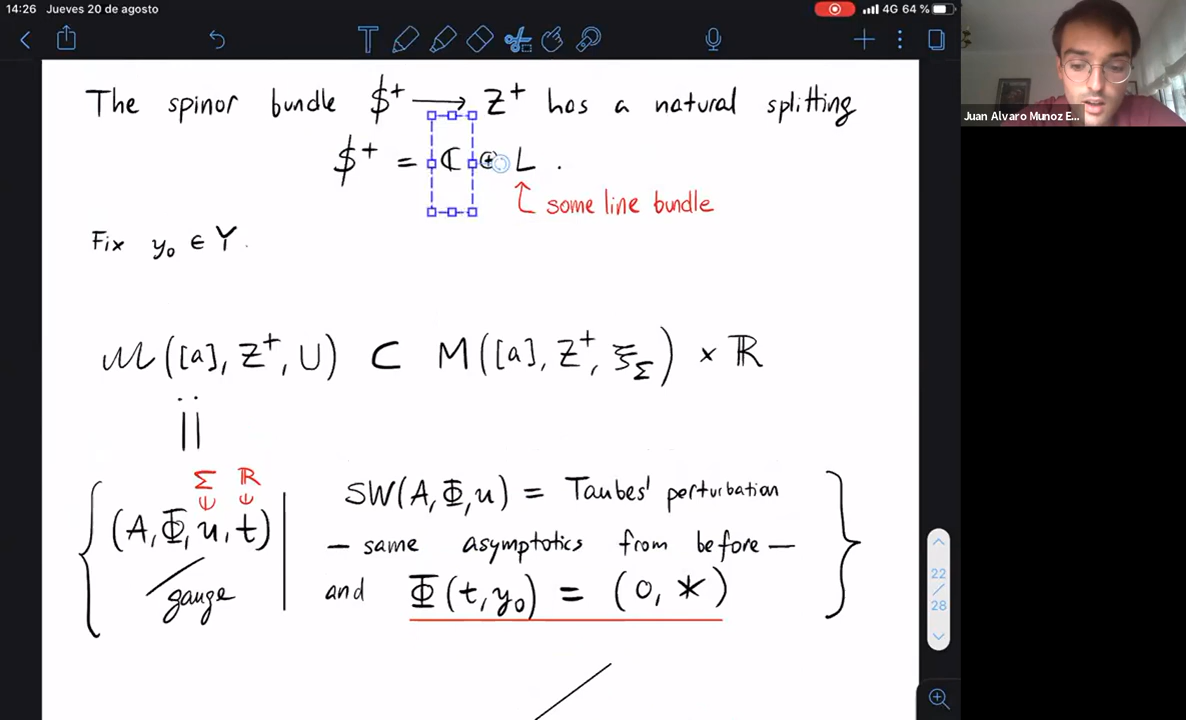 14:26 Jueves 20 de agosto
4G 64 %
Juan Alvaro Munoz E...
The spinor bundle $⁺ ⟶ Z⁺ has a natural splitting
$⁺ = ℂ ⊕ L .
some line bundle
Fix y₀ ∈ Y.
ℳ([a], Z⁺, U) ⊂ M([a], Z⁺, ξ_Σ) × ℝ
Σ ℝ
{ (A, Φ, u, t) / gauge | SW(A, Φ, u) = Taubes' perturbation
— same asymptotics from before —
and Φ(t, y₀) = (0, *) }
22
/
28